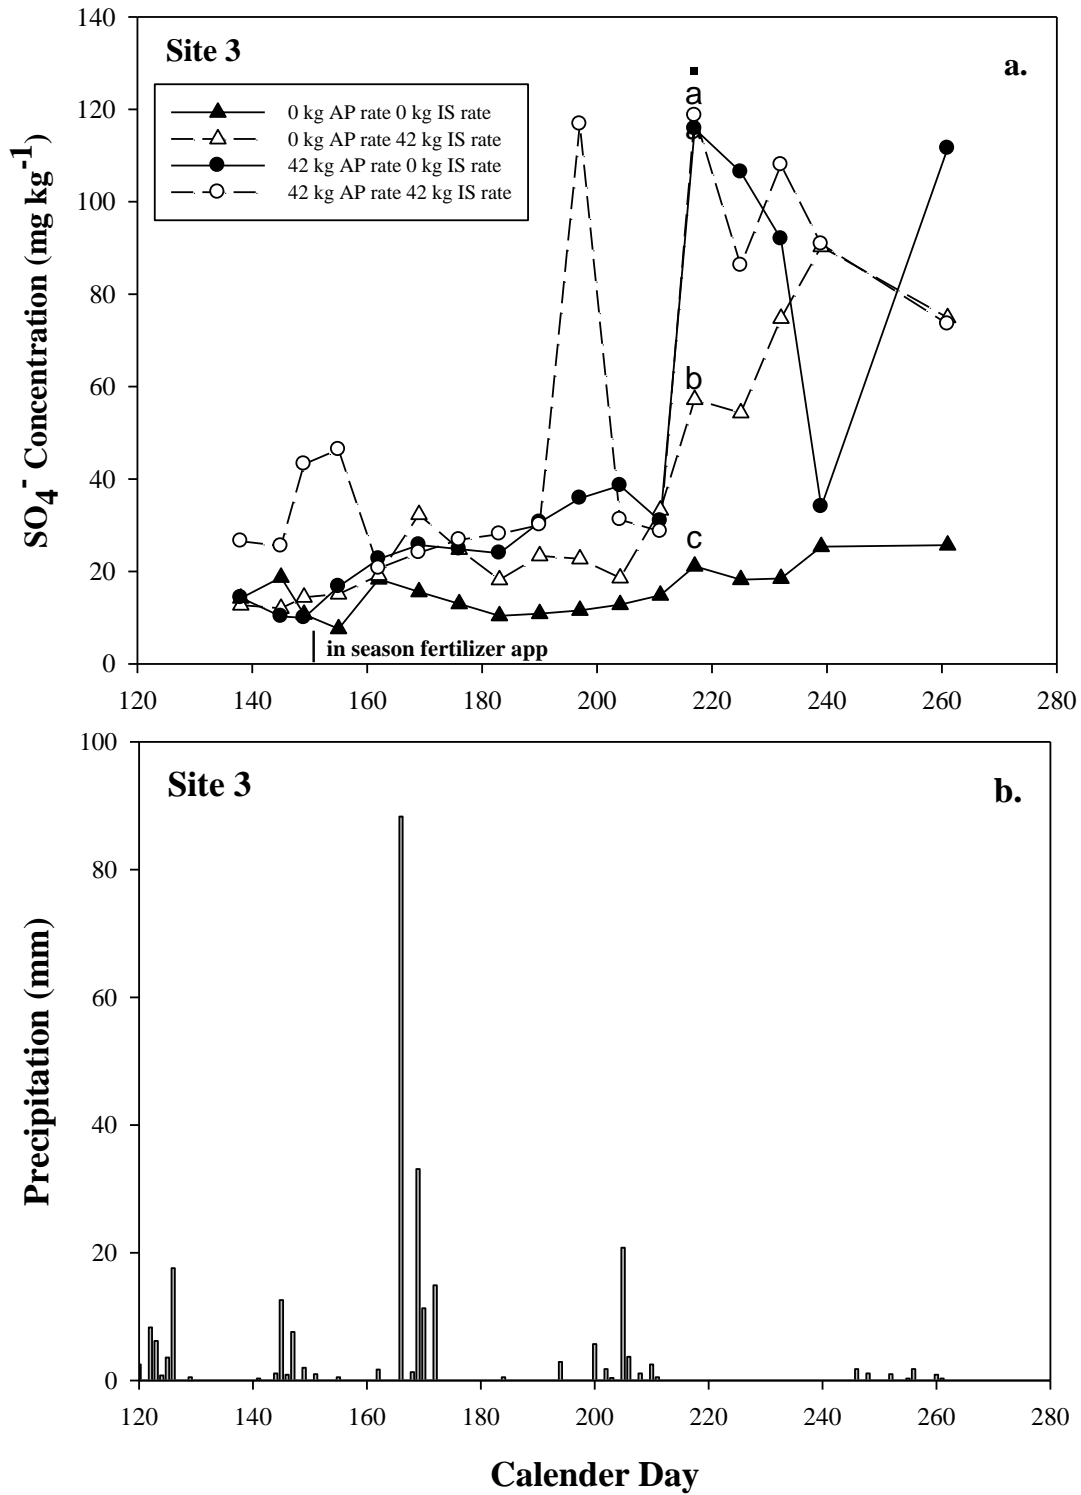 140
Site 3
a.
0 kg AP rate 0 kg IS rate
0 kg AP rate 42 kg IS rate
42 kg AP rate 0 kg IS rate
42 kg AP rate 42 kg IS rate
a
120
100
80
60
40
20
0
b
c
in season fertilizer app
SO4- Concentration (mg kg-1)
120 140 160 180 200 220 240 260 280
100
Site 3
b.
80
60
40
20
0
Precipitation (mm)
120 140 160 180 200 220 240 260 280
Calender Day